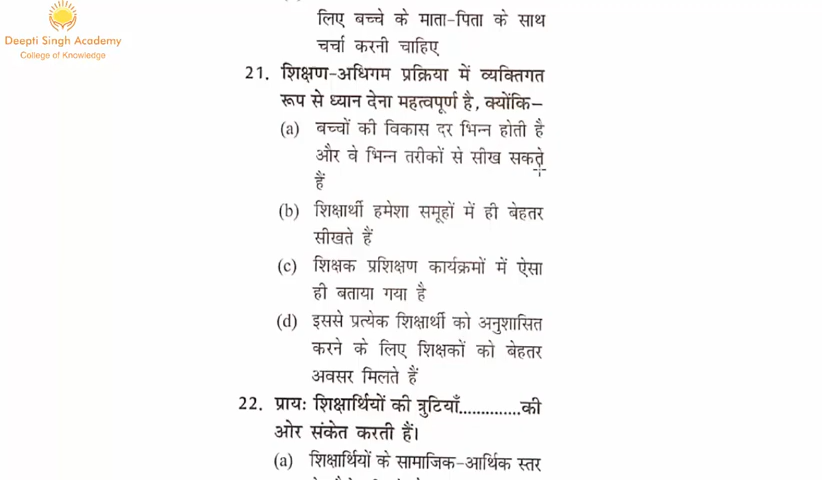 Deepti Singh Academy
College of Knowledge
लिए बच्चे के माता-पिता के साथ
चर्चा करनी चाहिए
21. शिक्षण-अधिगम प्रक्रिया में व्यक्तिगत
रूप से ध्यान देना महत्वपूर्ण है, क्योंकि–
(a) बच्चों की विकास दर भिन्न होती है
और वे भिन्न तरीकों से सीख सकते
हैं
(b) शिक्षार्थी हमेशा समूहों में ही बेहतर
सीखते हैं
(c) शिक्षक प्रशिक्षण कार्यक्रमों में ऐसा
ही बताया गया है
(d) इससे प्रत्येक शिक्षार्थी को अनुशासित
करने के लिए शिक्षकों को बेहतर
अवसर मिलते हैं
22. प्रायः शिक्षार्थियों की त्रुटियाँ..............की
ओर संकेत करती हैं।
(a) शिक्षार्थियों के सामाजिक-आर्थिक स्तर